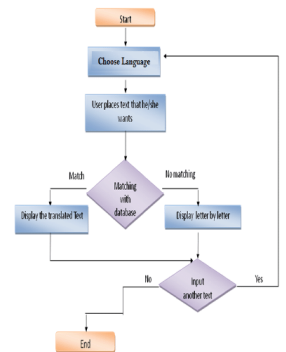 Start
Choose Language
User places text that he/she
wants
Match
No matching
Matching
with
database
Display the translated Text
Display letter by letter
No
Yes
Input
another text
End